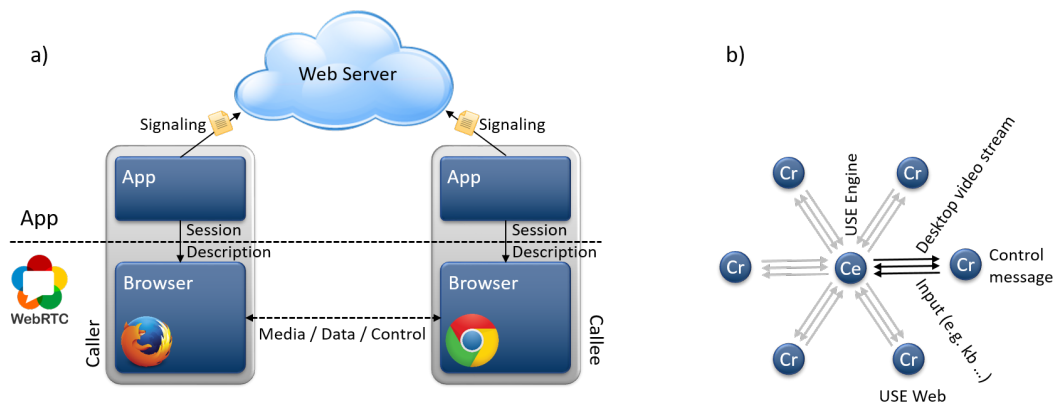 a)
Web Server
Signaling
Signaling
App
App
App
Session
Description
Session
Description
WebRTC
Browser
Browser
Media / Data / Control
Caller
Callee
b)
Cr
Cr
USE Engine
Desktop video stream
Cr
Ce
Cr
Control
message
Input (e.g. kb ...)
Cr
Cr
USE Web